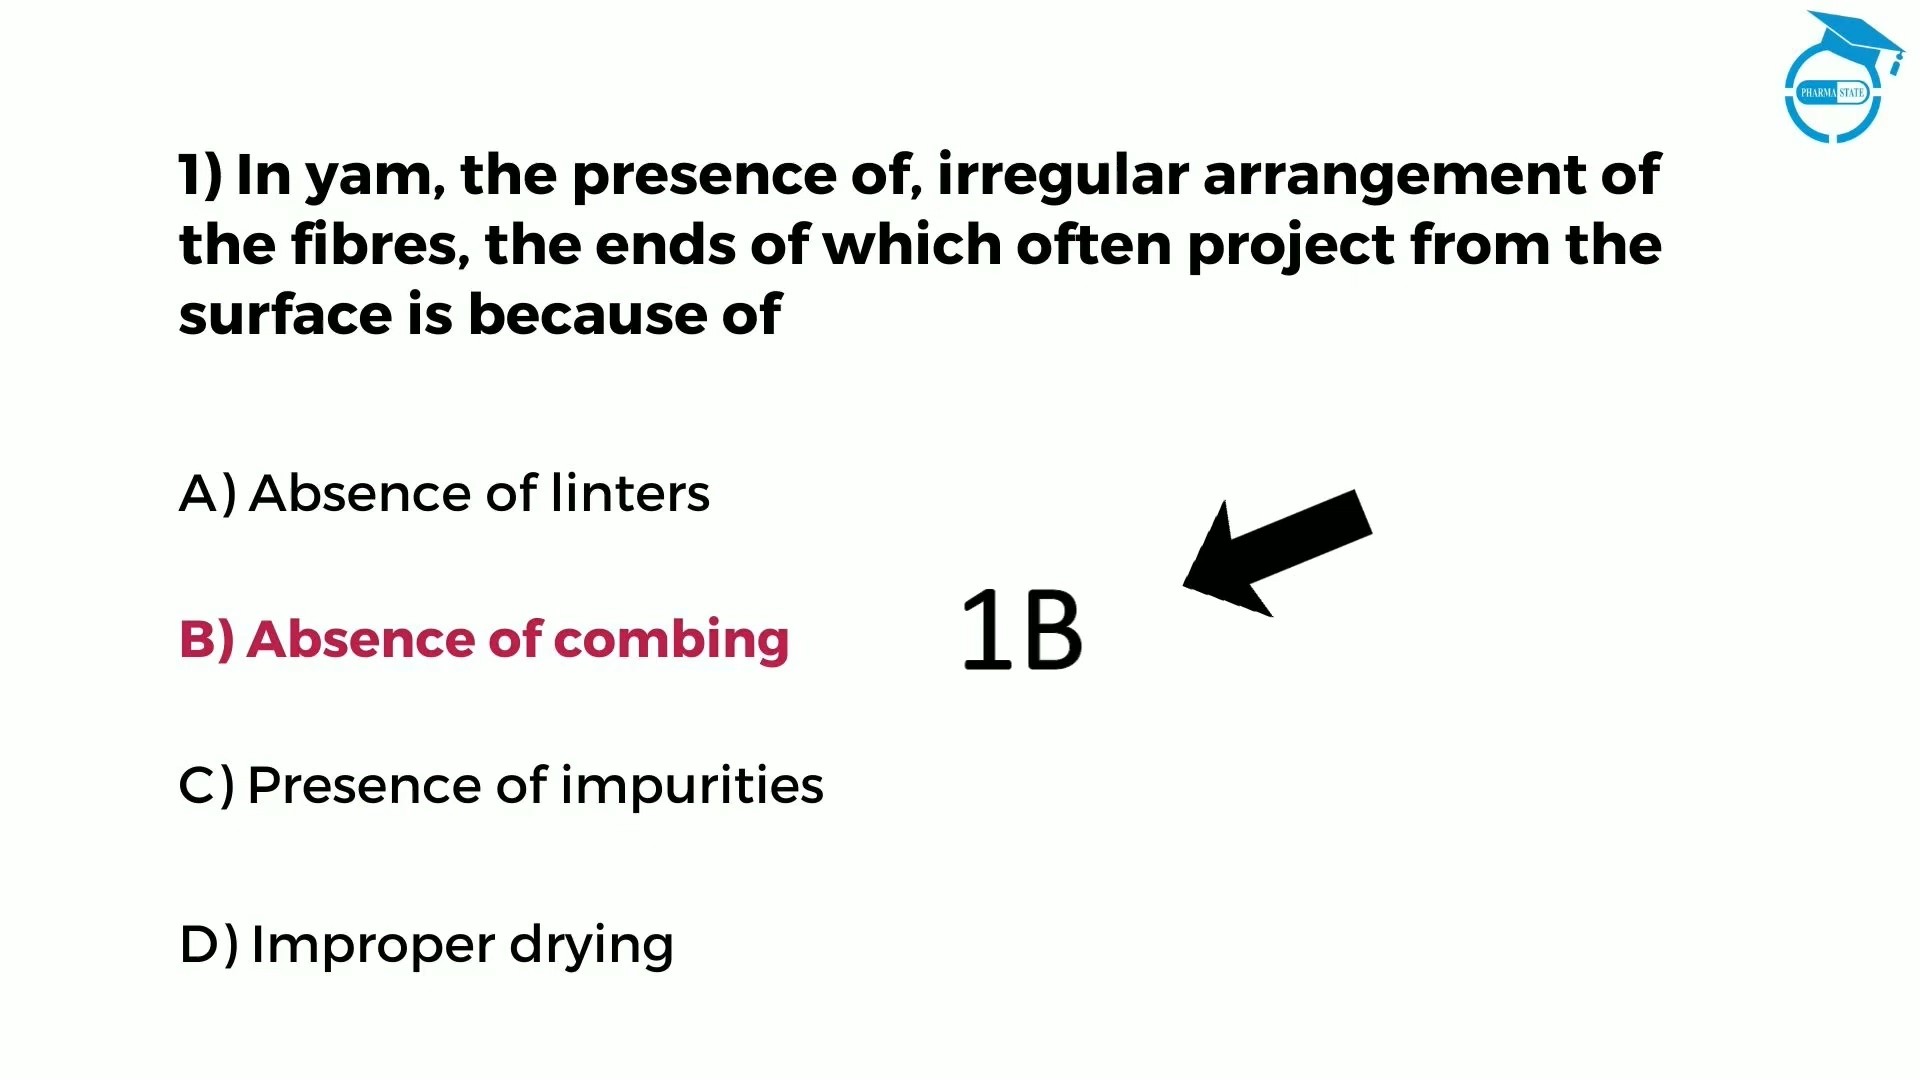 PHARMA STATE
1) In yam, the presence of, irregular arrangement of
the fibres, the ends of which often project from the
surface is because of
A) Absence of linters
B) Absence of combing
1B
C) Presence of impurities
D) Improper drying